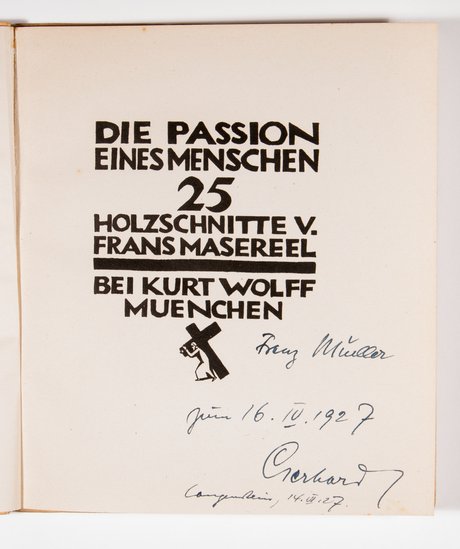 DIE PASSION
EINES MENSCHEN
25
HOLZSCHNITTE V.
FRANS MASEREEL
BEI KURT WOLFF
MUENCHEN
Franz Müller
zum 16. IV. 1927
Gerhard
14. IV. 27.